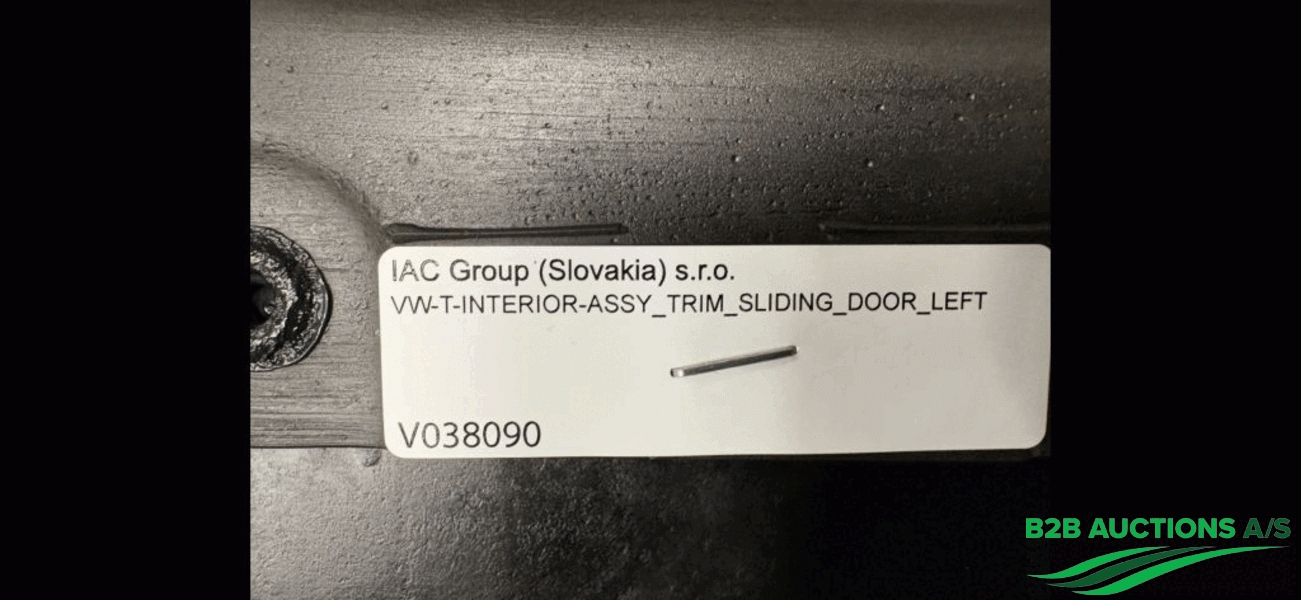 IAC Group (Slovakia) s.r.o.
VW-T-INTERIOR-ASSY_TRIM_SLIDING_DOOR_LEFT
V038090
B2B AUCTIONS A/S